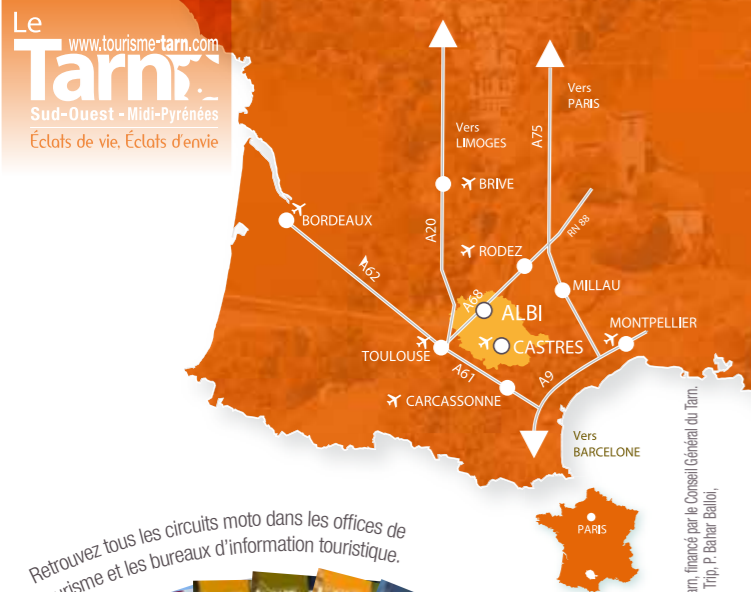 Le
www.tourisme-tarn.com
Tarn
Sud-Ouest - Midi-Pyrénées
Éclats de vie, Éclats d'envie
Vers
LIMOGES
Vers
PARIS
A75
BRIVE
A20
BORDEAUX
RN 88
RODEZ
A62
MILLAU
A68
ALBI
MONTPELLIER
TOULOUSE
CASTRES
A61
A9
CARCASSONNE
Vers
BARCELONE
PARIS
Retrouvez tous les circuits moto dans les offices de
tourisme et les bureaux d'information touristique.
arn, financé par le Conseil Général du Tarn.
Trip, P. Bahar Balloi,